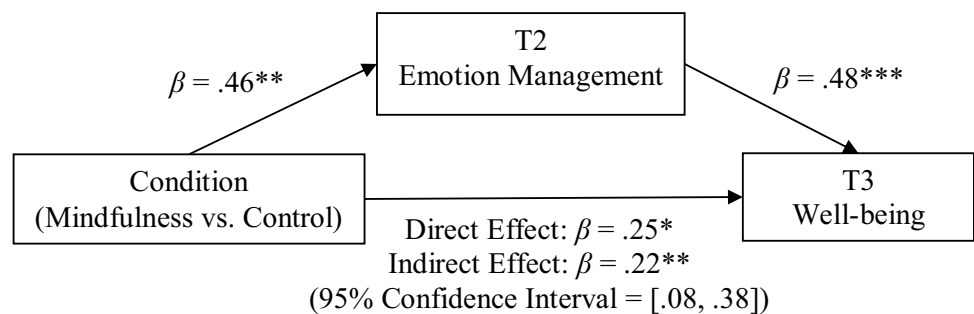 T2
Emotion Management
β = .46**
β = .48***
Condition
(Mindfulness vs. Control)
T3
Well-being
Direct Effect: β = .25*
Indirect Effect: β = .22**
(95% Confidence Interval = [.08, .38])